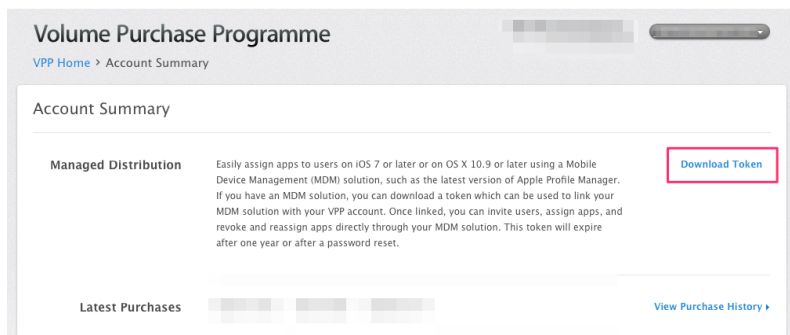 Volume Purchase Programme
VPP Home > Account Summary
Account Summary
Managed Distribution
Easily assign apps to users on iOS 7 or later or on OS X 10.9 or later using a Mobile
Device Management (MDM) solution, such as the latest version of Apple Profile Manager.
If you have an MDM solution, you can download a token which can be used to link your
MDM solution with your VPP account. Once linked, you can invite users, assign apps, and
revoke and reassign apps directly through your MDM solution. This token will expire
after one year or after a password reset.
Download Token
Latest Purchases
View Purchase History